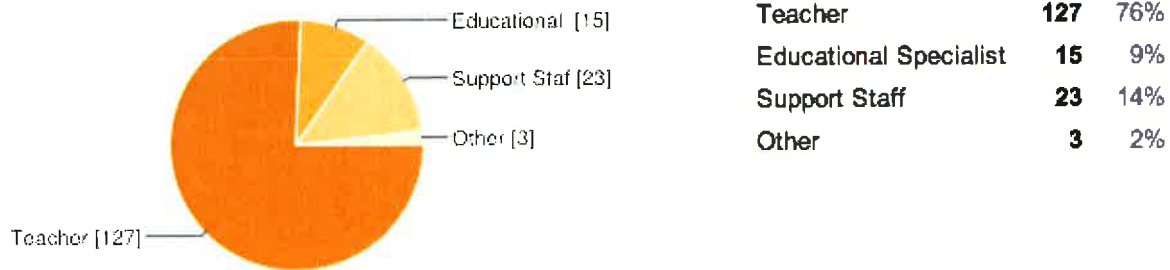 Educational [15]
Support Staf [23]
Other [3]
Teacher [127]
Teacher 127 76%
Educational Specialist 15 9%
Support Staff 23 14%
Other 3 2%